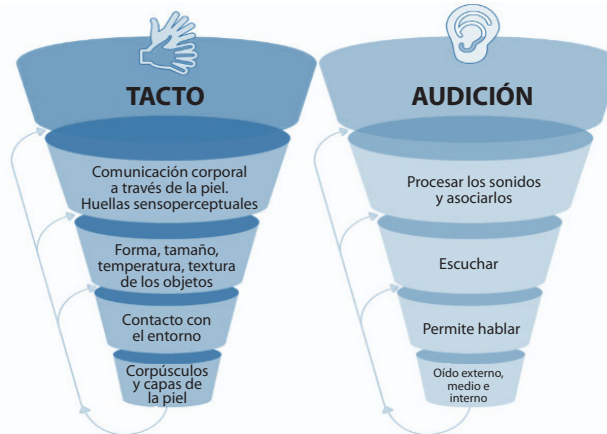 TACTO
Comunicación corporal
a través de la piel.
Huellas sensoperceptuales
Forma, tamaño,
temperatura, textura
de los objetos
Contacto con
el entorno
Corpúsculos
y capas de
la piel
AUDICIÓN
Procesar los sonidos
y asociarlos
Escuchar
Permite hablar
Oído externo,
medio e
interno